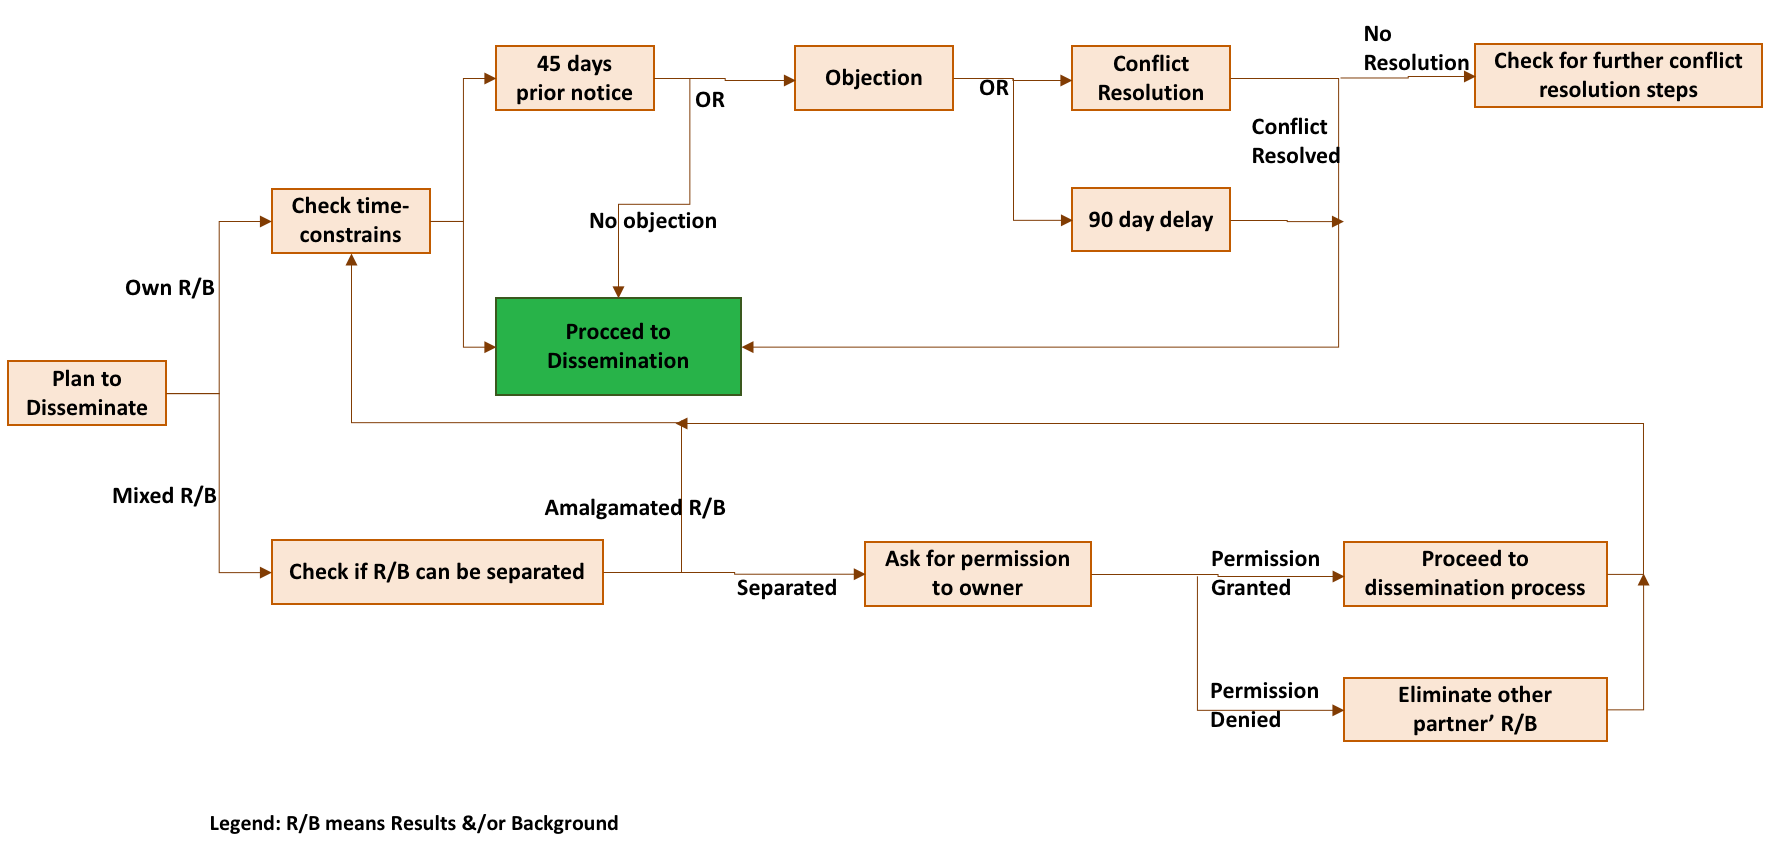 No
Resolution
45 days
prior notice
OR
Objection
OR
Conflict
Resolution
Check for further conflict
resolution steps
Conflict
Resolved
Check time-
constrains
No objection
90 day delay
Own R/B
Procced to
Dissemination
Plan to
Disseminate
Mixed R/B
Amalgamated R/B
Check if R/B can be separated
Separated
Ask for permission
to owner
Permission
Granted
Proceed to
dissemination process
Permission
Denied
Eliminate other
partner’ R/B
Legend: R/B means Results &/or Background